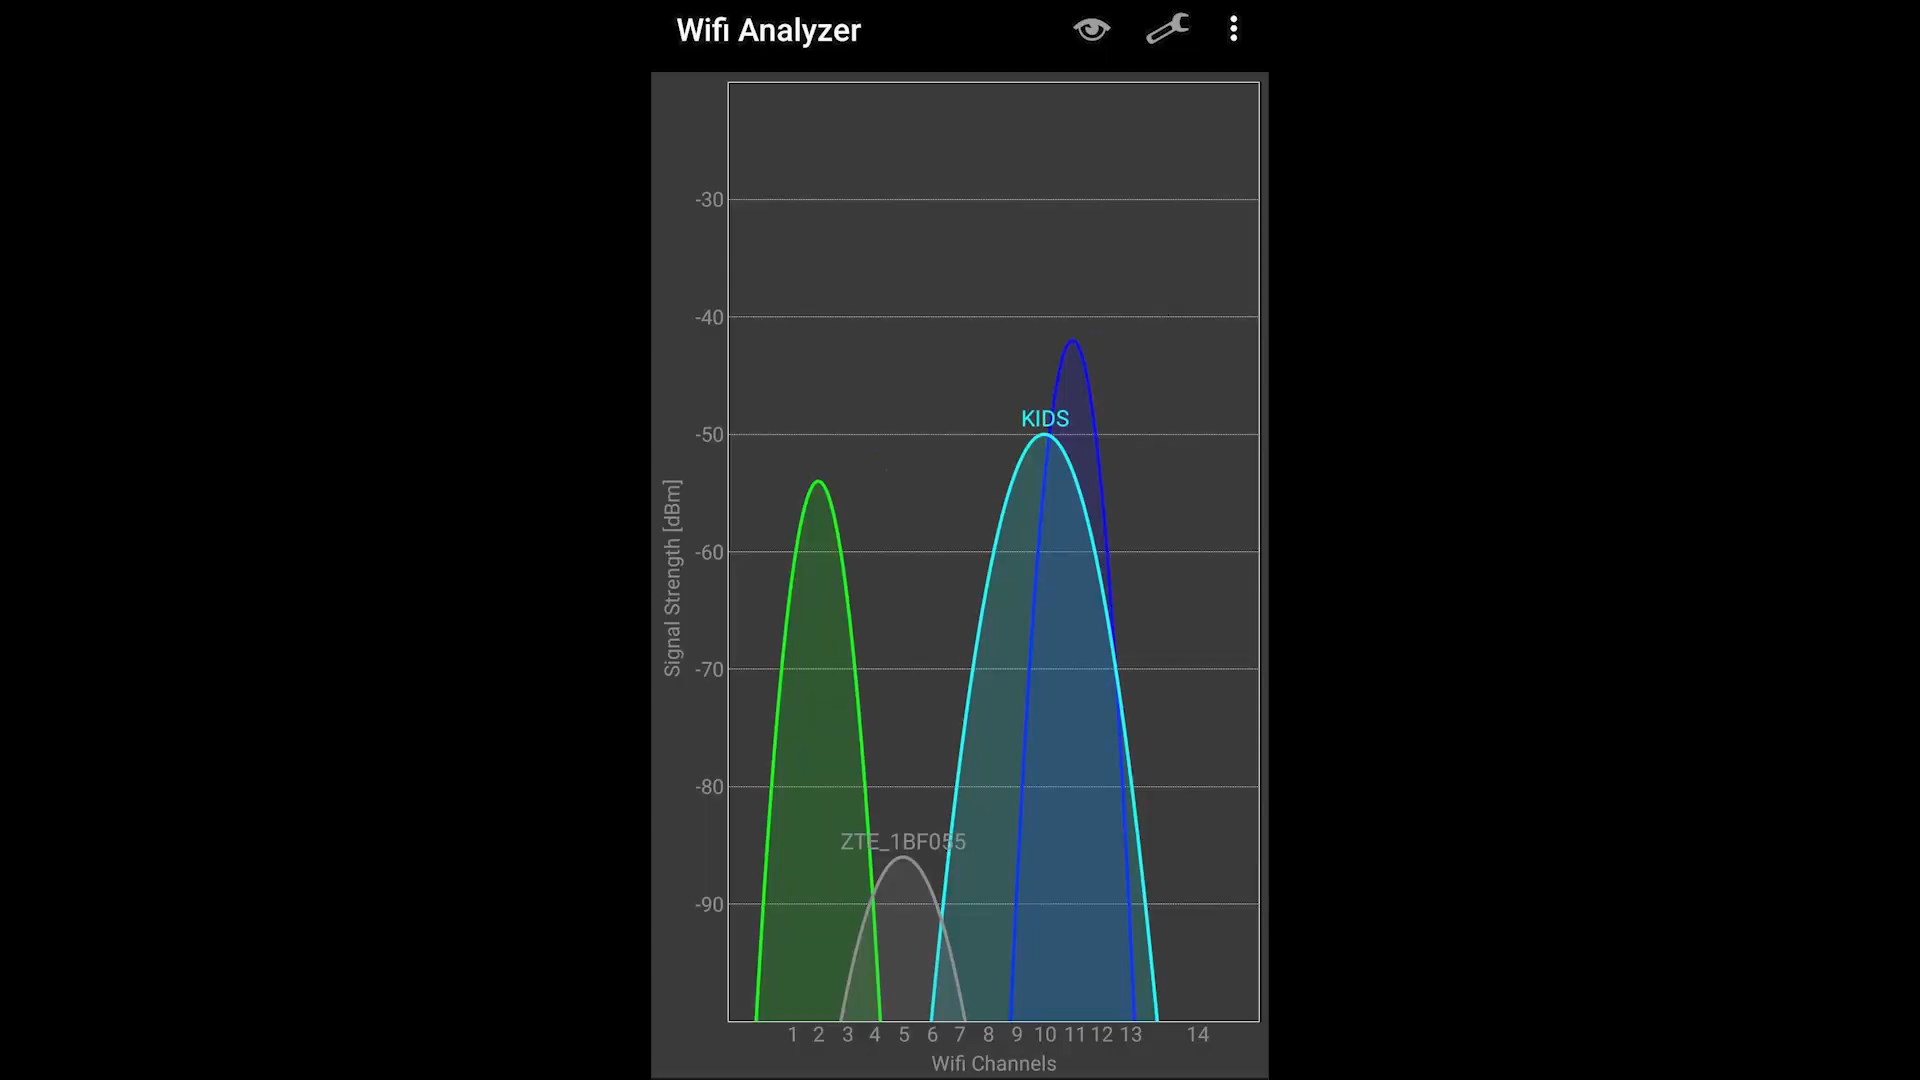 Wifi Analyzer
-30
-40
KIDS
-50
-60
Signal Strength [dBm]
-70
-80
ZTE_1BF055
-90
1 2 3 4 5 6 7 8 9 10 11 12 13 14
Wifi Channels